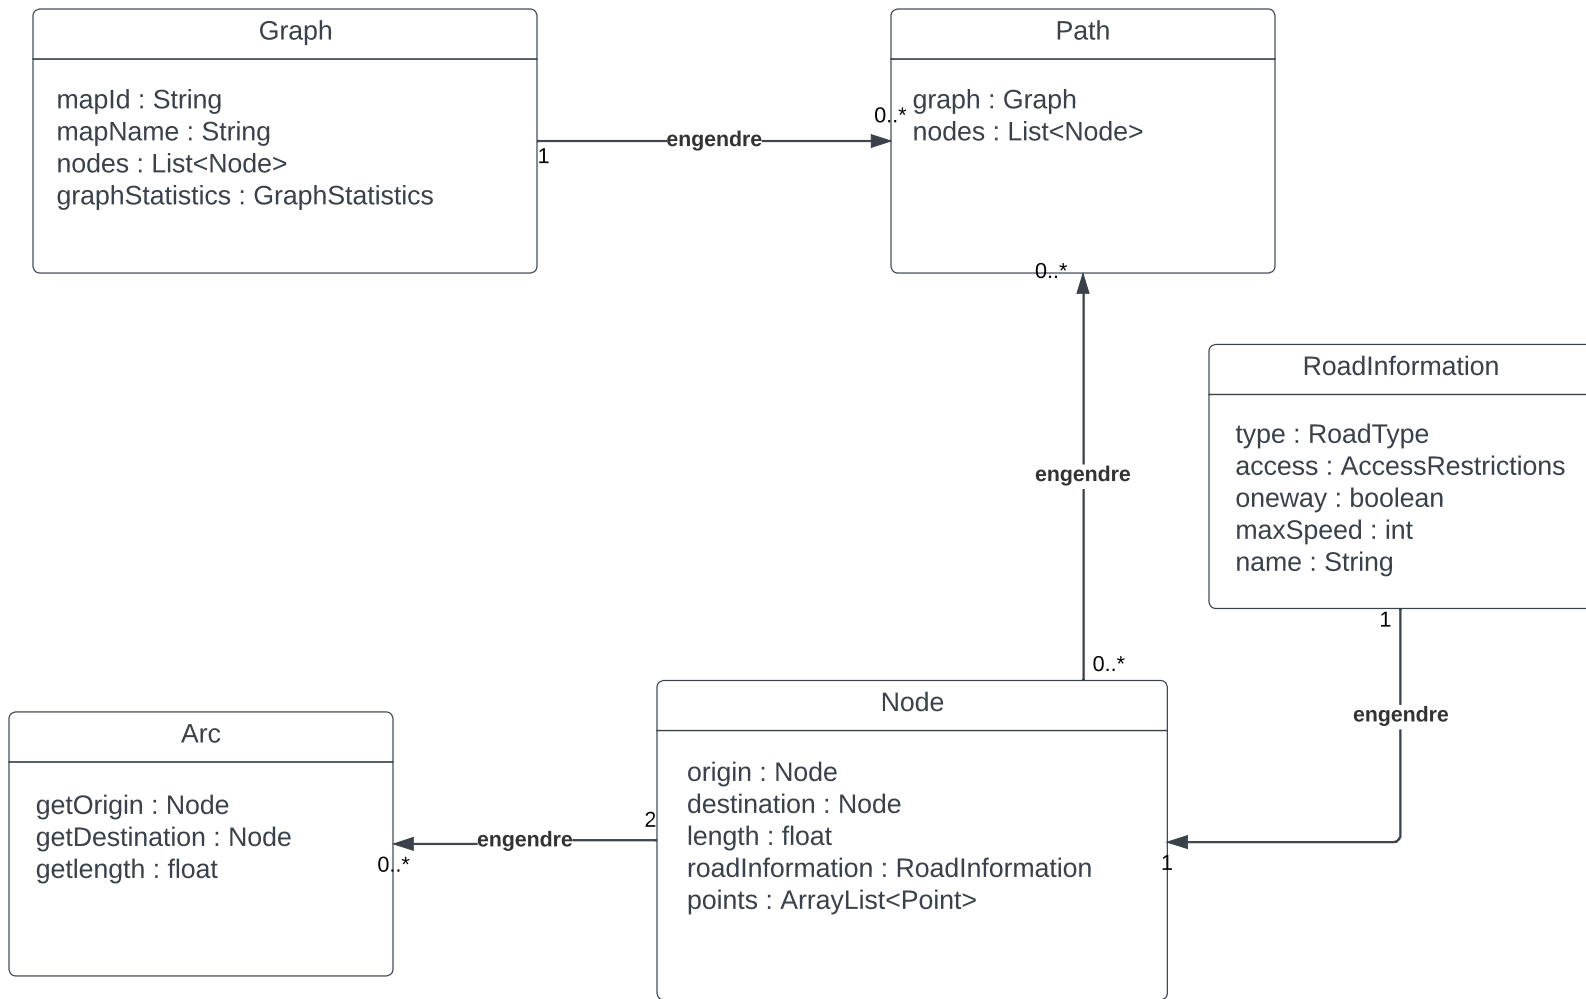 Graph
mapId : String
mapName : String
nodes : List<Node>
graphStatistics : GraphStatistics
1
engendre
0..*
Path
graph : Graph
nodes : List<Node>
0..*
engendre
0..*
RoadInformation
type : RoadType
access : AccessRestrictions
oneway : boolean
maxSpeed : int
name : String
1
engendre
1
Arc
getOrigin : Node
getDestination : Node
getlength : float
0..*
engendre
2
Node
origin : Node
destination : Node
length : float
roadInformation : RoadInformation
points : ArrayList<Point>